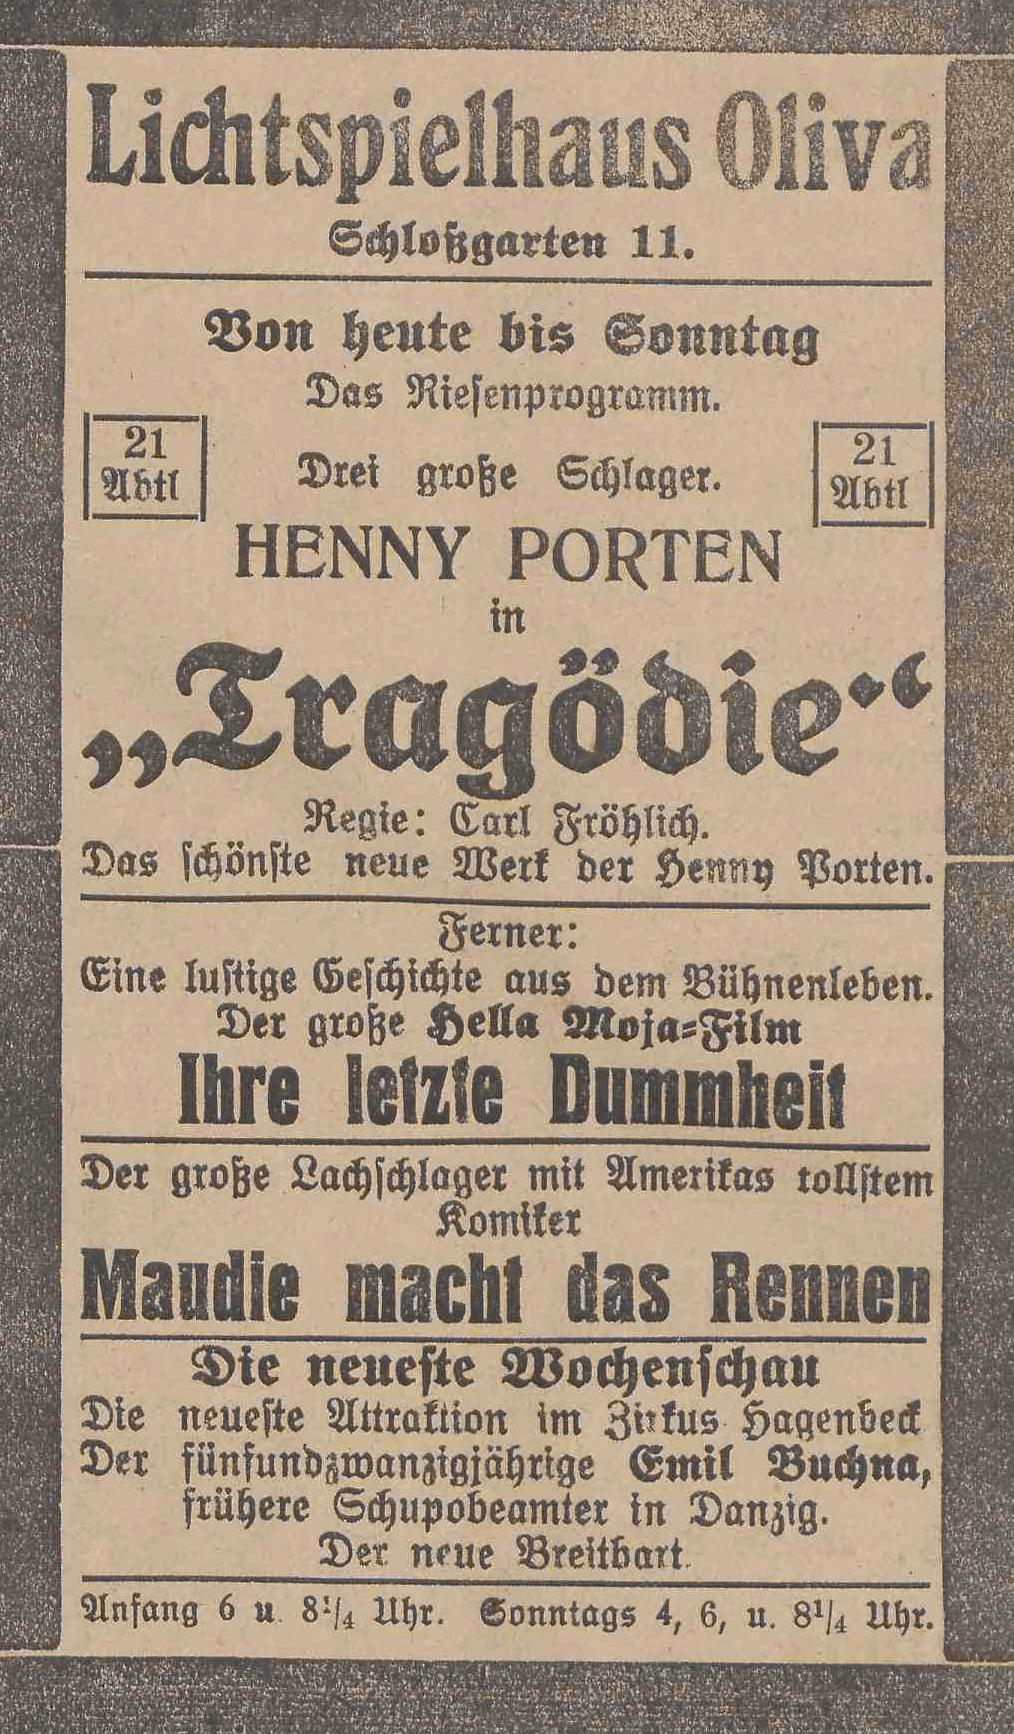 Lichtspielhaus Oliva
Schloßgarten 11.
Von heute bis Sonntag
Das Riesenprogramm.
21
Abtl
Drei große Schlager.
21
Abtl
HENNY PORTEN
in
„Tragödie“
Regie: Carl Fröhlich.
Das schönste neue Werk der Henny Porten.
Ferner:
Eine lustige Geschichte aus dem Bühnenleben.
Der große Hella Moja-Film
Ihre letzte Dummheit
Der große Lachschlager mit Amerikas tollstem
Komiker
Maudie macht das Rennen
Die neueste Wochenschau
Die neueste Attraktion im Zirkus Hagenbeck
Der fünfundzwanzigjährige Emil Buchna,
frühere Schupobeamter in Danzig.
Der neue Breitbart.
Anfang 6 u. 8¼ Uhr. Sonntags 4, 6, u. 8¼ Uhr.